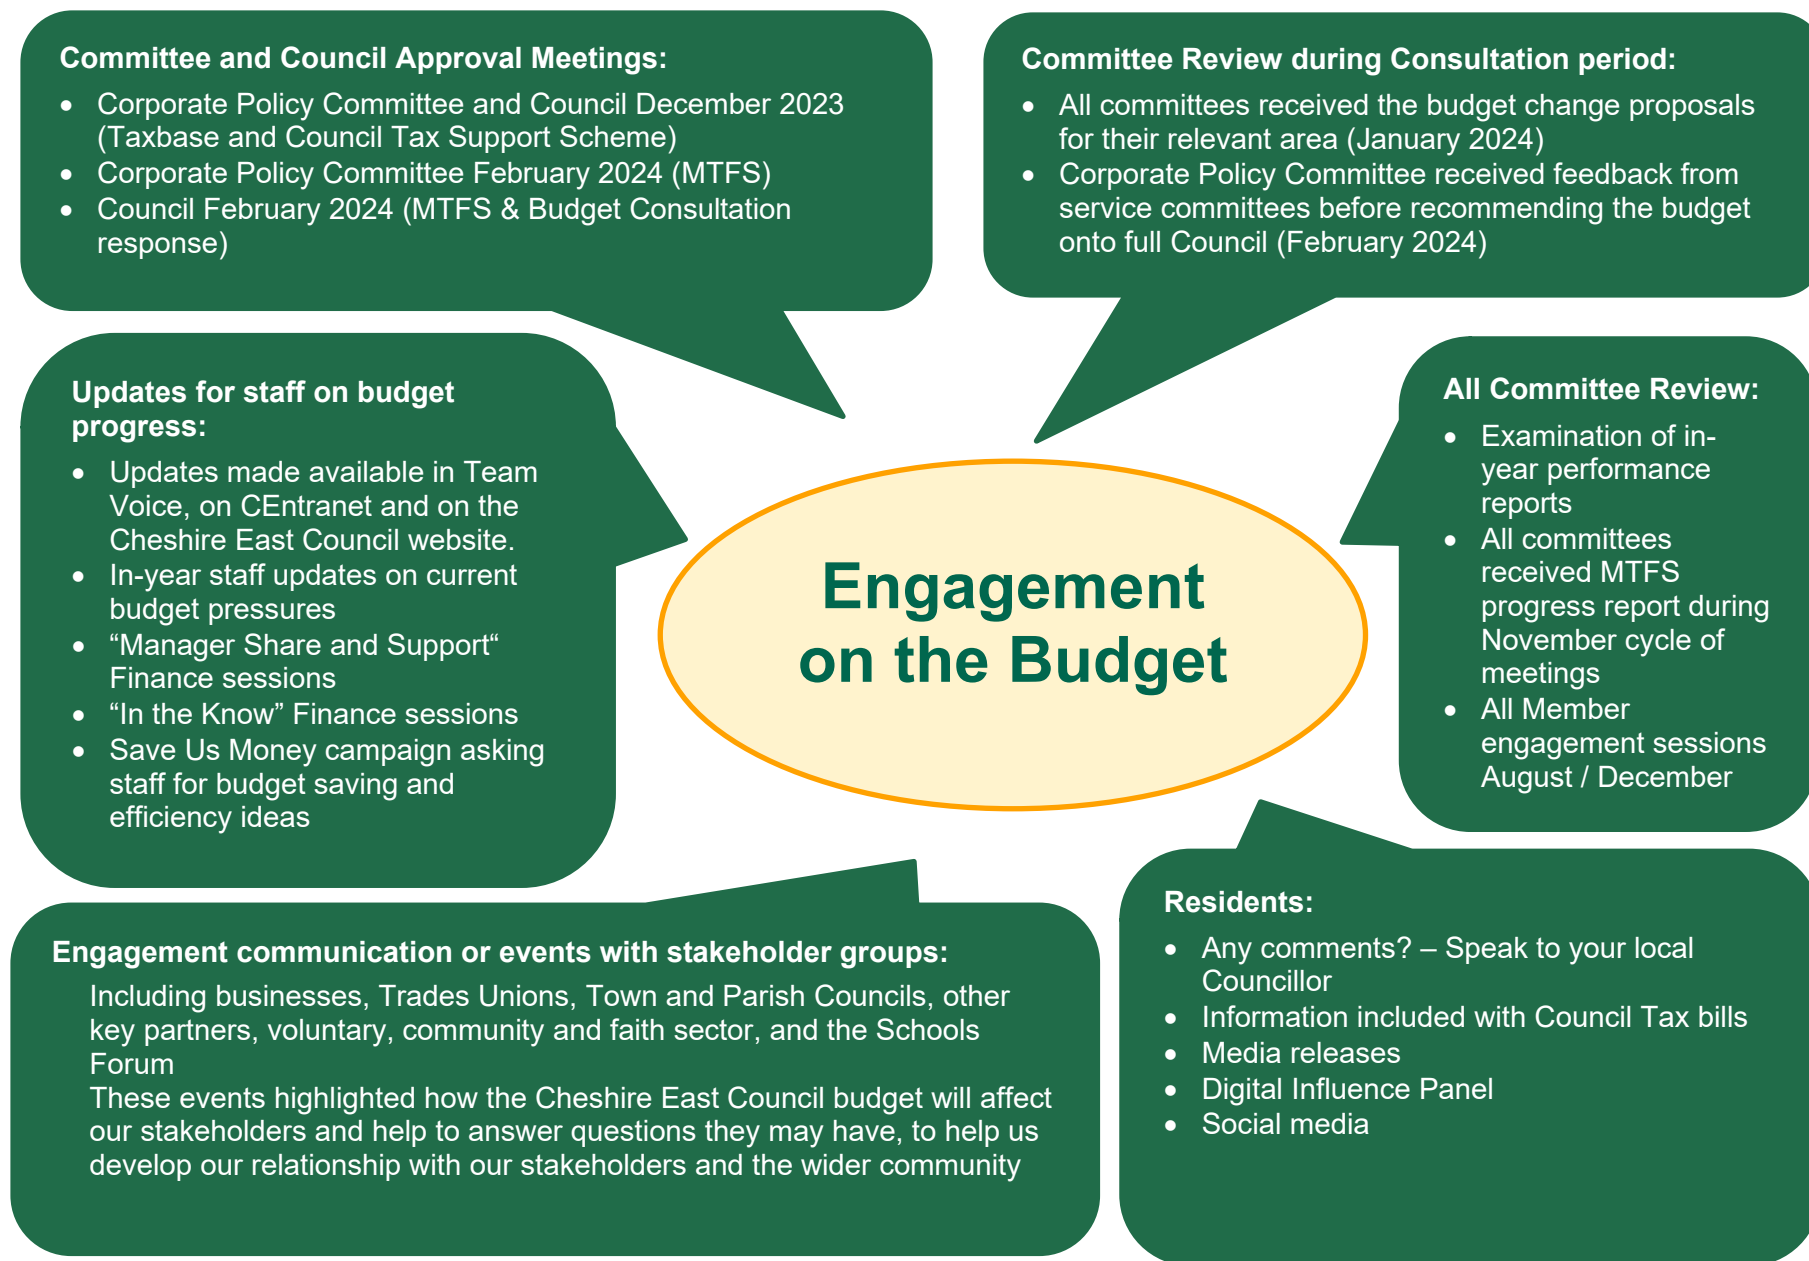 Committee and Council Approval Meetings:
• Corporate Policy Committee and Council December 2023
(Taxbase and Council Tax Support Scheme)
• Corporate Policy Committee February 2024 (MTFS)
• Council February 2024 (MTFS & Budget Consultation
response)
Committee Review during Consultation period:
• All committees received the budget change proposals
for their relevant area (January 2024)
• Corporate Policy Committee received feedback from
service committees before recommending the budget
onto full Council (February 2024)
Updates for staff on budget
progress:
• Updates made available in Team
Voice, on CEntranet and on the
Cheshire East Council website.
• In-year staff updates on current
budget pressures
• “Manager Share and Support“
Finance sessions
• “In the Know” Finance sessions
• Save Us Money campaign asking
staff for budget saving and
efficiency ideas
Engagement
on the Budget
All Committee Review:
• Examination of in-
year performance
reports
• All committees
received MTFS
progress report during
November cycle of
meetings
• All Member
engagement sessions
August / December
Engagement communication or events with stakeholder groups:
Including businesses, Trades Unions, Town and Parish Councils, other
key partners, voluntary, community and faith sector, and the Schools
Forum
These events highlighted how the Cheshire East Council budget will affect
our stakeholders and help to answer questions they may have, to help us
develop our relationship with our stakeholders and the wider community
Residents:
• Any comments? – Speak to your local
Councillor
• Information included with Council Tax bills
• Media releases
• Digital Influence Panel
• Social media